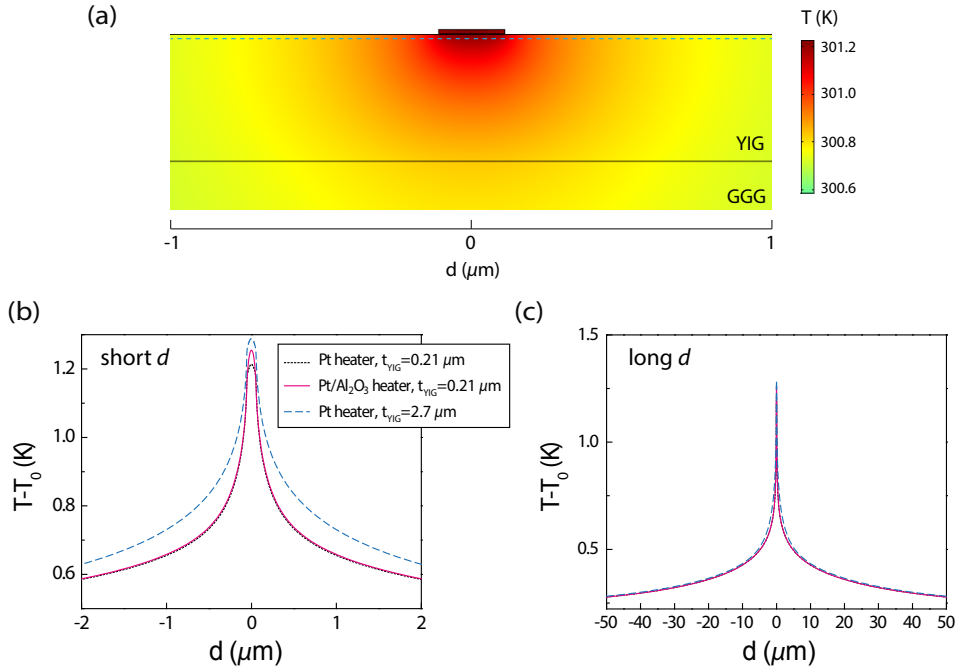 (a)
T (K)
301.2
301.0
300.8
300.6
YIG
GGG
-1
0
1
d (μm)
(b)
short d
1.2
1.0
0.8
0.6
T-T₀ (K)
-2
-1
0
1
2
d (μm)
Pt heater, t_YIG=0.21 μm
Pt/Al₂O₃ heater, t_YIG=0.21 μm
Pt heater, t_YIG=2.7 μm
(c)
long d
1.5
1.0
0.5
T-T₀ (K)
-50 -40 -30 -20 -10 0 10 20 30 40 50
d (μm)